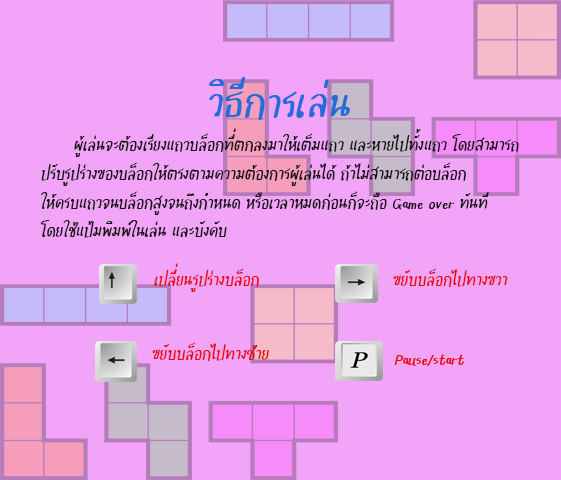 วิธีการเล่น
ผู้เล่นจะต้องเรียงแถวบล็อกที่ตกลงมาให้เต็มแถว และหายไปทั้งแถว โดยสามารถ
ปรับรูปร่างของบล็อกให้ตรงตามความต้องการผู้เล่นได้ ถ้าไม่สามารถต่อบล็อก
ให้ครบแถวจนบล็อกสูงจนถึงกำหนด หรือเวลาหมดก่อนก็จะถือ Game over ทันที
โดยใช้แป้มพิมพ์ในเล่น และบังคับ
↑ เปลี่ยนรูปร่างบล็อก → ขยับบล็อกไปทางขวา
← ขยับบล็อกไปทางซ้าย P Pause/start